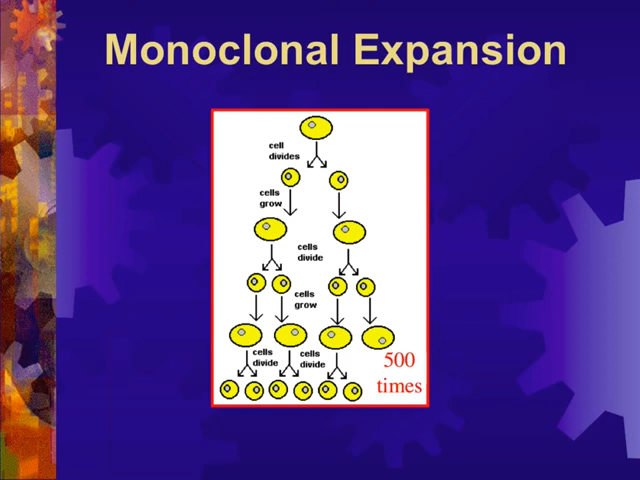 Monoclonal Expansion
cell
divides
cells
grow
cells
divide
cells
grow
cells
divide
cells
divide
500
times